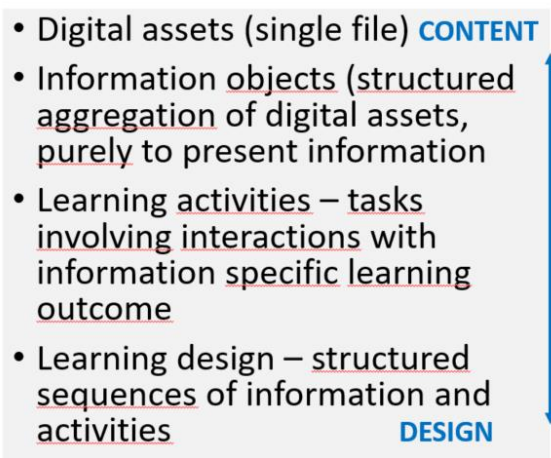 • Digital assets (single file) CONTENT
• Information objects (structured
aggregation of digital assets,
purely to present information
• Learning activities – tasks
involving interactions with
information specific learning
outcome
• Learning design – structured
sequences of information and
activities DESIGN